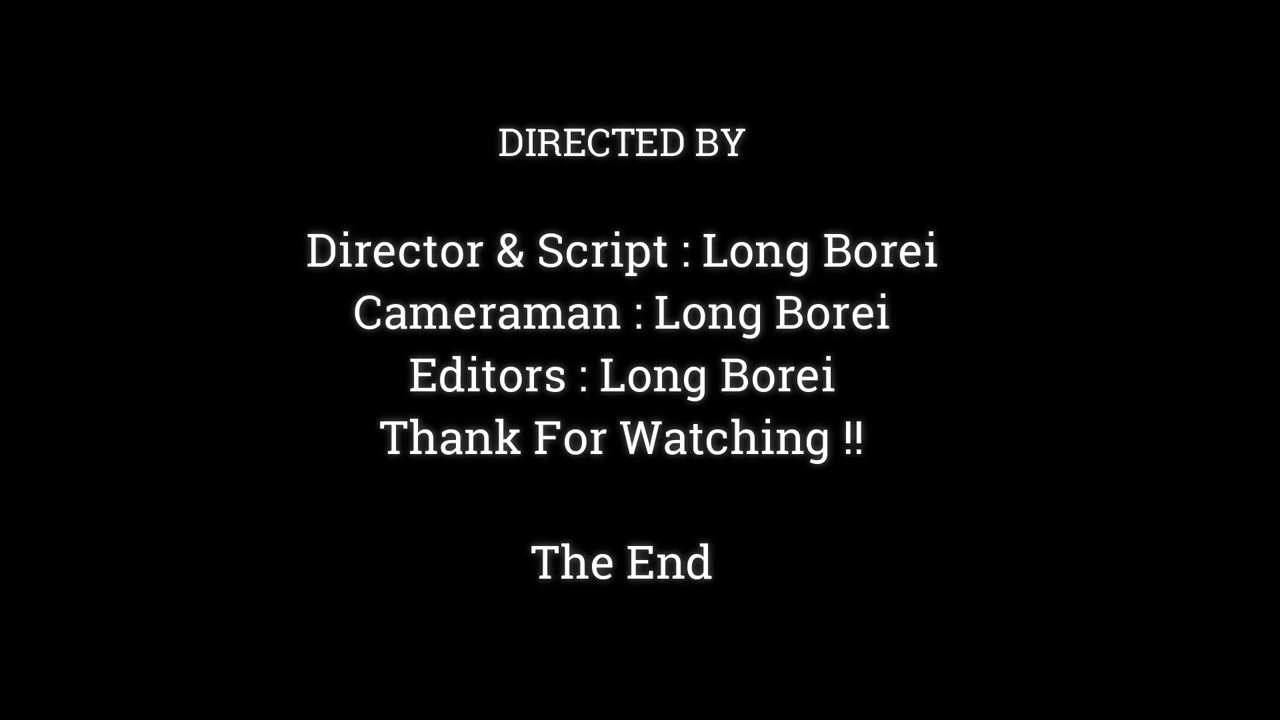 DIRECTED BY
Director & Script : Long Borei
Cameraman : Long Borei
Editors : Long Borei
Thank For Watching !!
The End